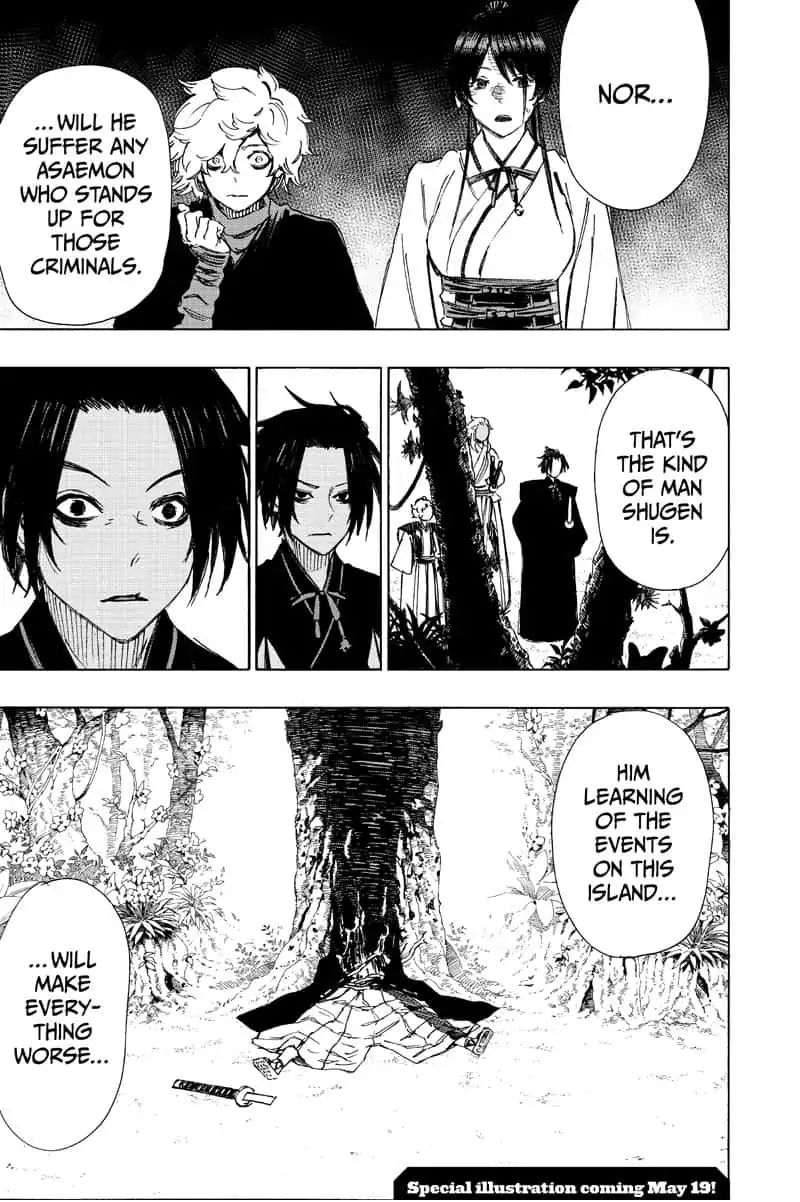 NOR...
...WILL HE
SUFFER ANY
ASAEMON
WHO STANDS
UP FOR
THOSE
CRIMINALS.
THAT'S
THE KIND
OF MAN
SHUGEN
IS.
HIM
LEARNING
OF THE
EVENTS
ON THIS
ISLAND...
...WILL
MAKE
EVERY-
THING
WORSE...
Special illustration coming May 19!